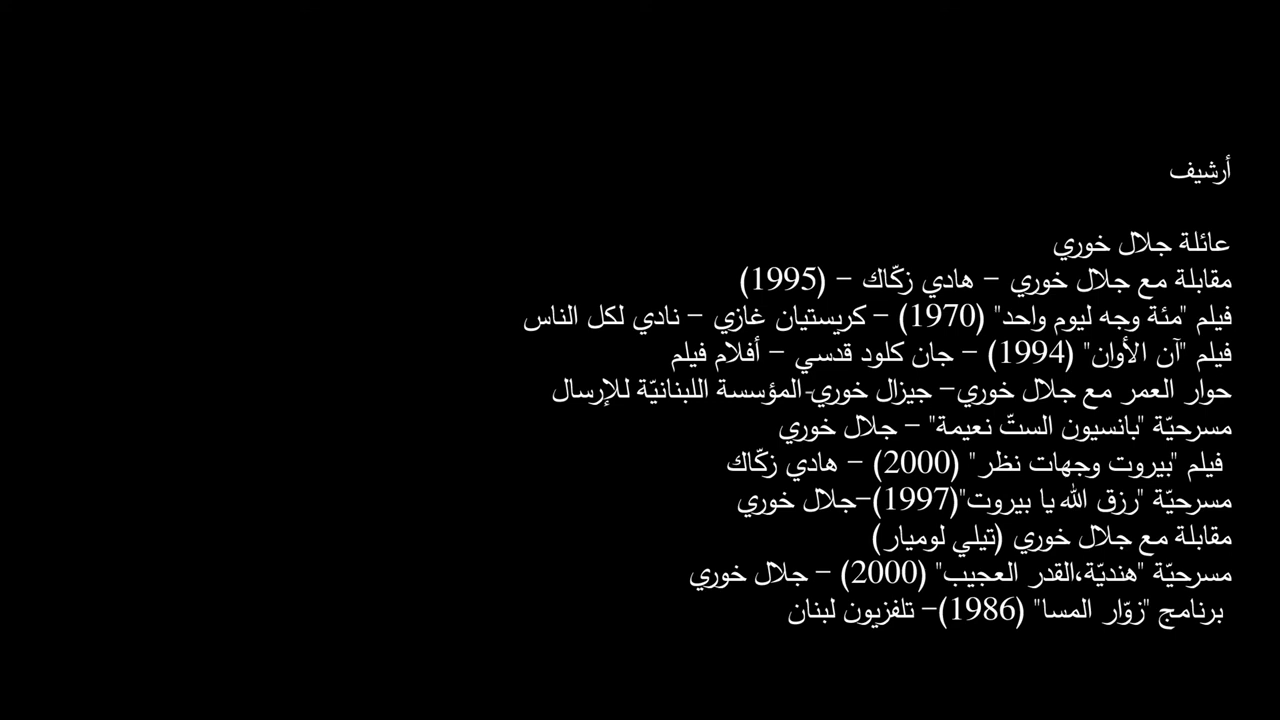 أرشيف
عائلة جلال خوري
مقابلة مع جلال خوري – هادي زكّاك – (1995)
فيلم "مئة وجه ليوم واحد" (1970) – كريستيان غازي – نادي لكل الناس
فيلم "آن الأوان" (1994) – جان كلود قدسي – أفلام فيلم
حوار العمر مع جلال خوري– جيزال خوري-المؤسسة اللبنانيّة للإرسال
مسرحيّة "بانسيون الستّ نعيمة" – جلال خوري
فيلم "بيروت وجهات نظر" (2000) – هادي زكّاك
مسرحيّة "رزق الله يا بيروت"(1997)–جلال خوري
مقابلة مع جلال خوري (تيلي لوميار)
مسرحيّة "هنديّة،القدر العجيب" (2000) – جلال خوري
برنامج "زوّار المسا" (1986)– تلفزيون لبنان